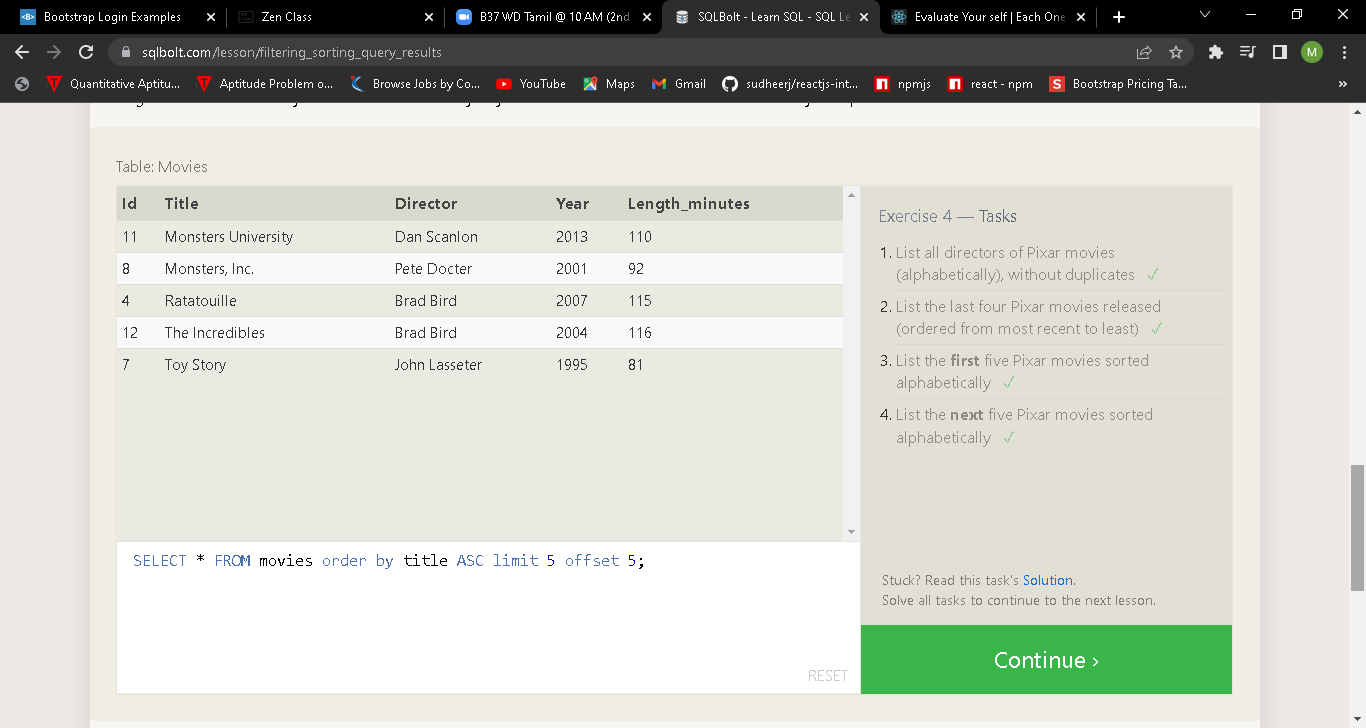 Bootstrap Login Examples
Zen Class
B37 WD Tamil @ 10 AM (2nd
SQLBolt - Learn SQL - SQL Le
Evaluate Your self | Each One
sqlbolt.com/lesson/filtering_sorting_query_results
M
Quantitative Aptitu...
Aptitude Problem o...
Browse Jobs by Co...
YouTube
Maps
Gmail
sudheerj/reactjs-int...
npmjs
react - npm
S Bootstrap Pricing Ta...
»
Table: Movies
Id Title Director Year Length_minutes
11 Monsters University Dan Scanlon 2013 110
8 Monsters, Inc. Pete Docter 2001 92
4 Ratatouille Brad Bird 2007 115
12 The Incredibles Brad Bird 2004 116
7 Toy Story John Lasseter 1995 81
SELECT * FROM movies order by title ASC limit 5 offset 5;
RESET
Exercise 4 — Tasks
1. List all directors of Pixar movies
(alphabetically), without duplicates ✓
2. List the last four Pixar movies released
(ordered from most recent to least) ✓
3. List the first five Pixar movies sorted
alphabetically ✓
4. List the next five Pixar movies sorted
alphabetically ✓
Stuck? Read this task's Solution.
Solve all tasks to continue to the next lesson.
Continue ›